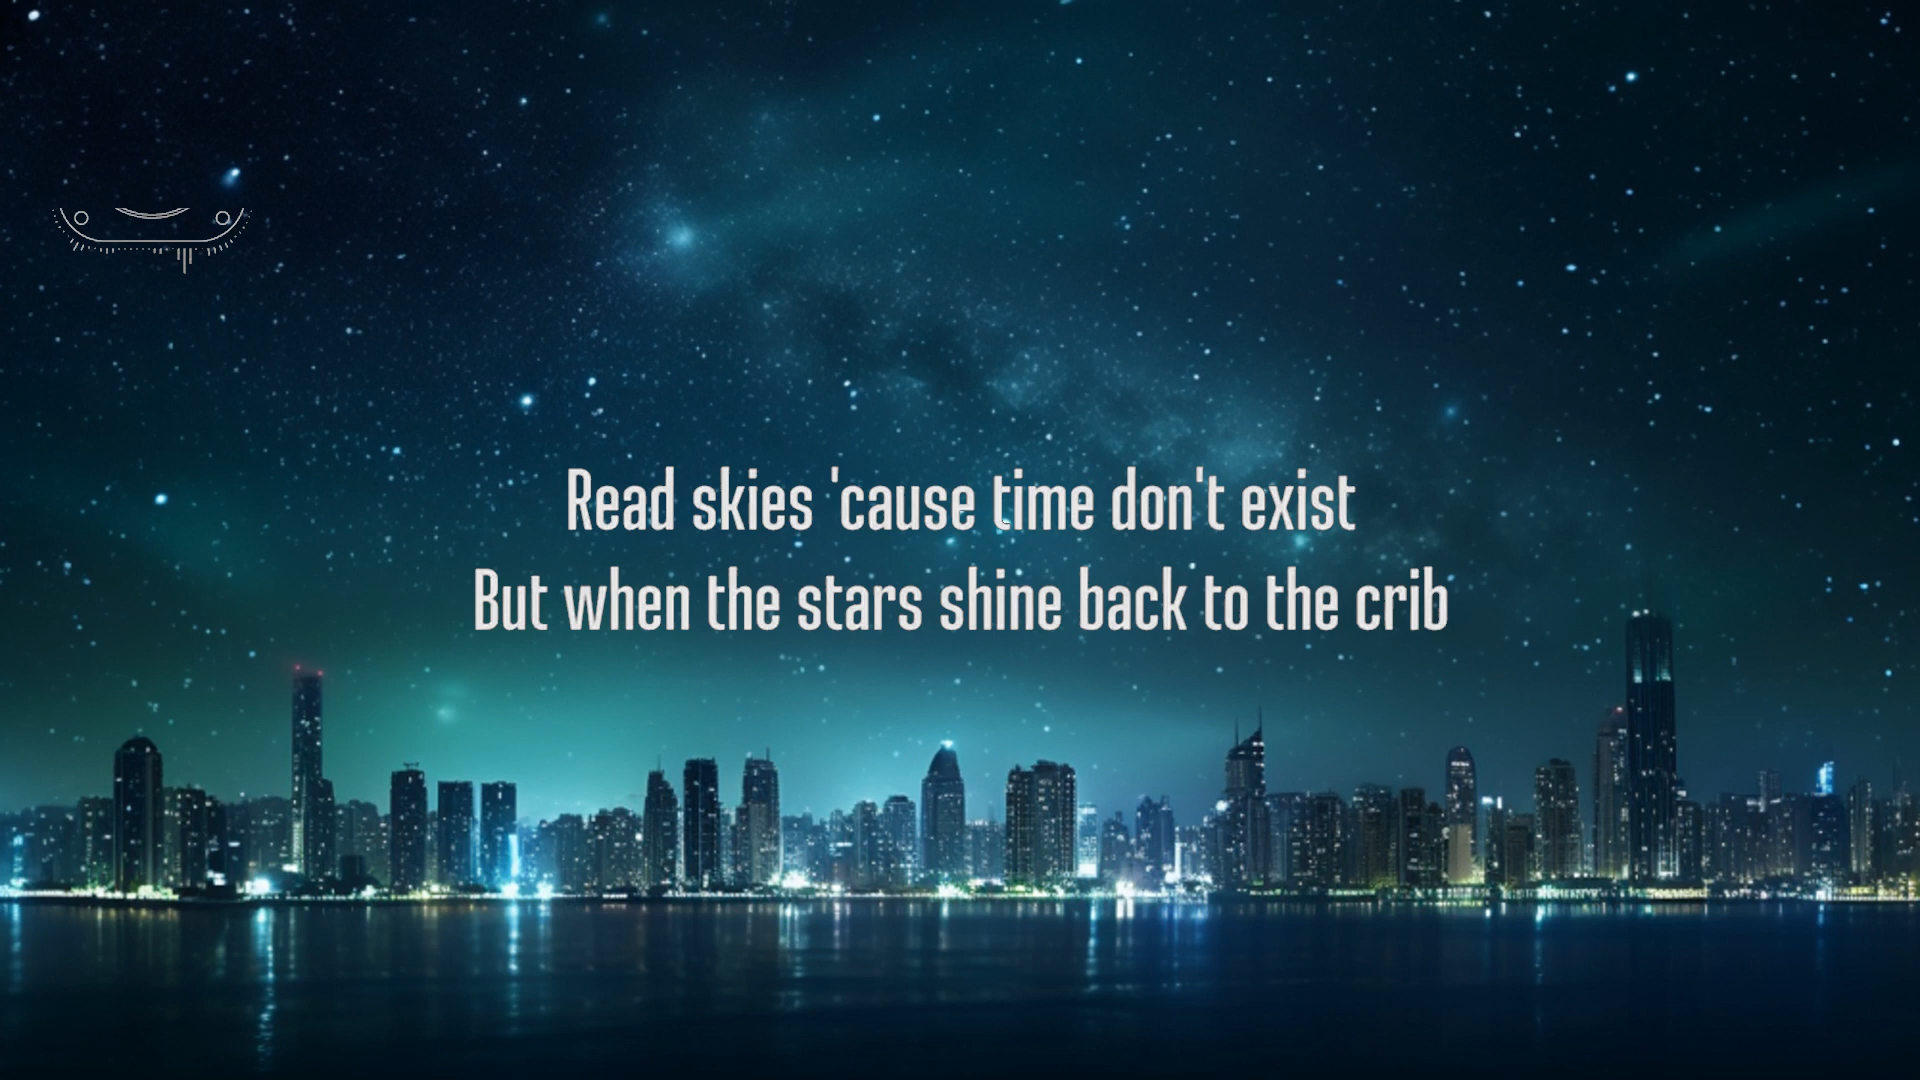 Read skies 'cause time don't exist
But when the stars shine back to the crib